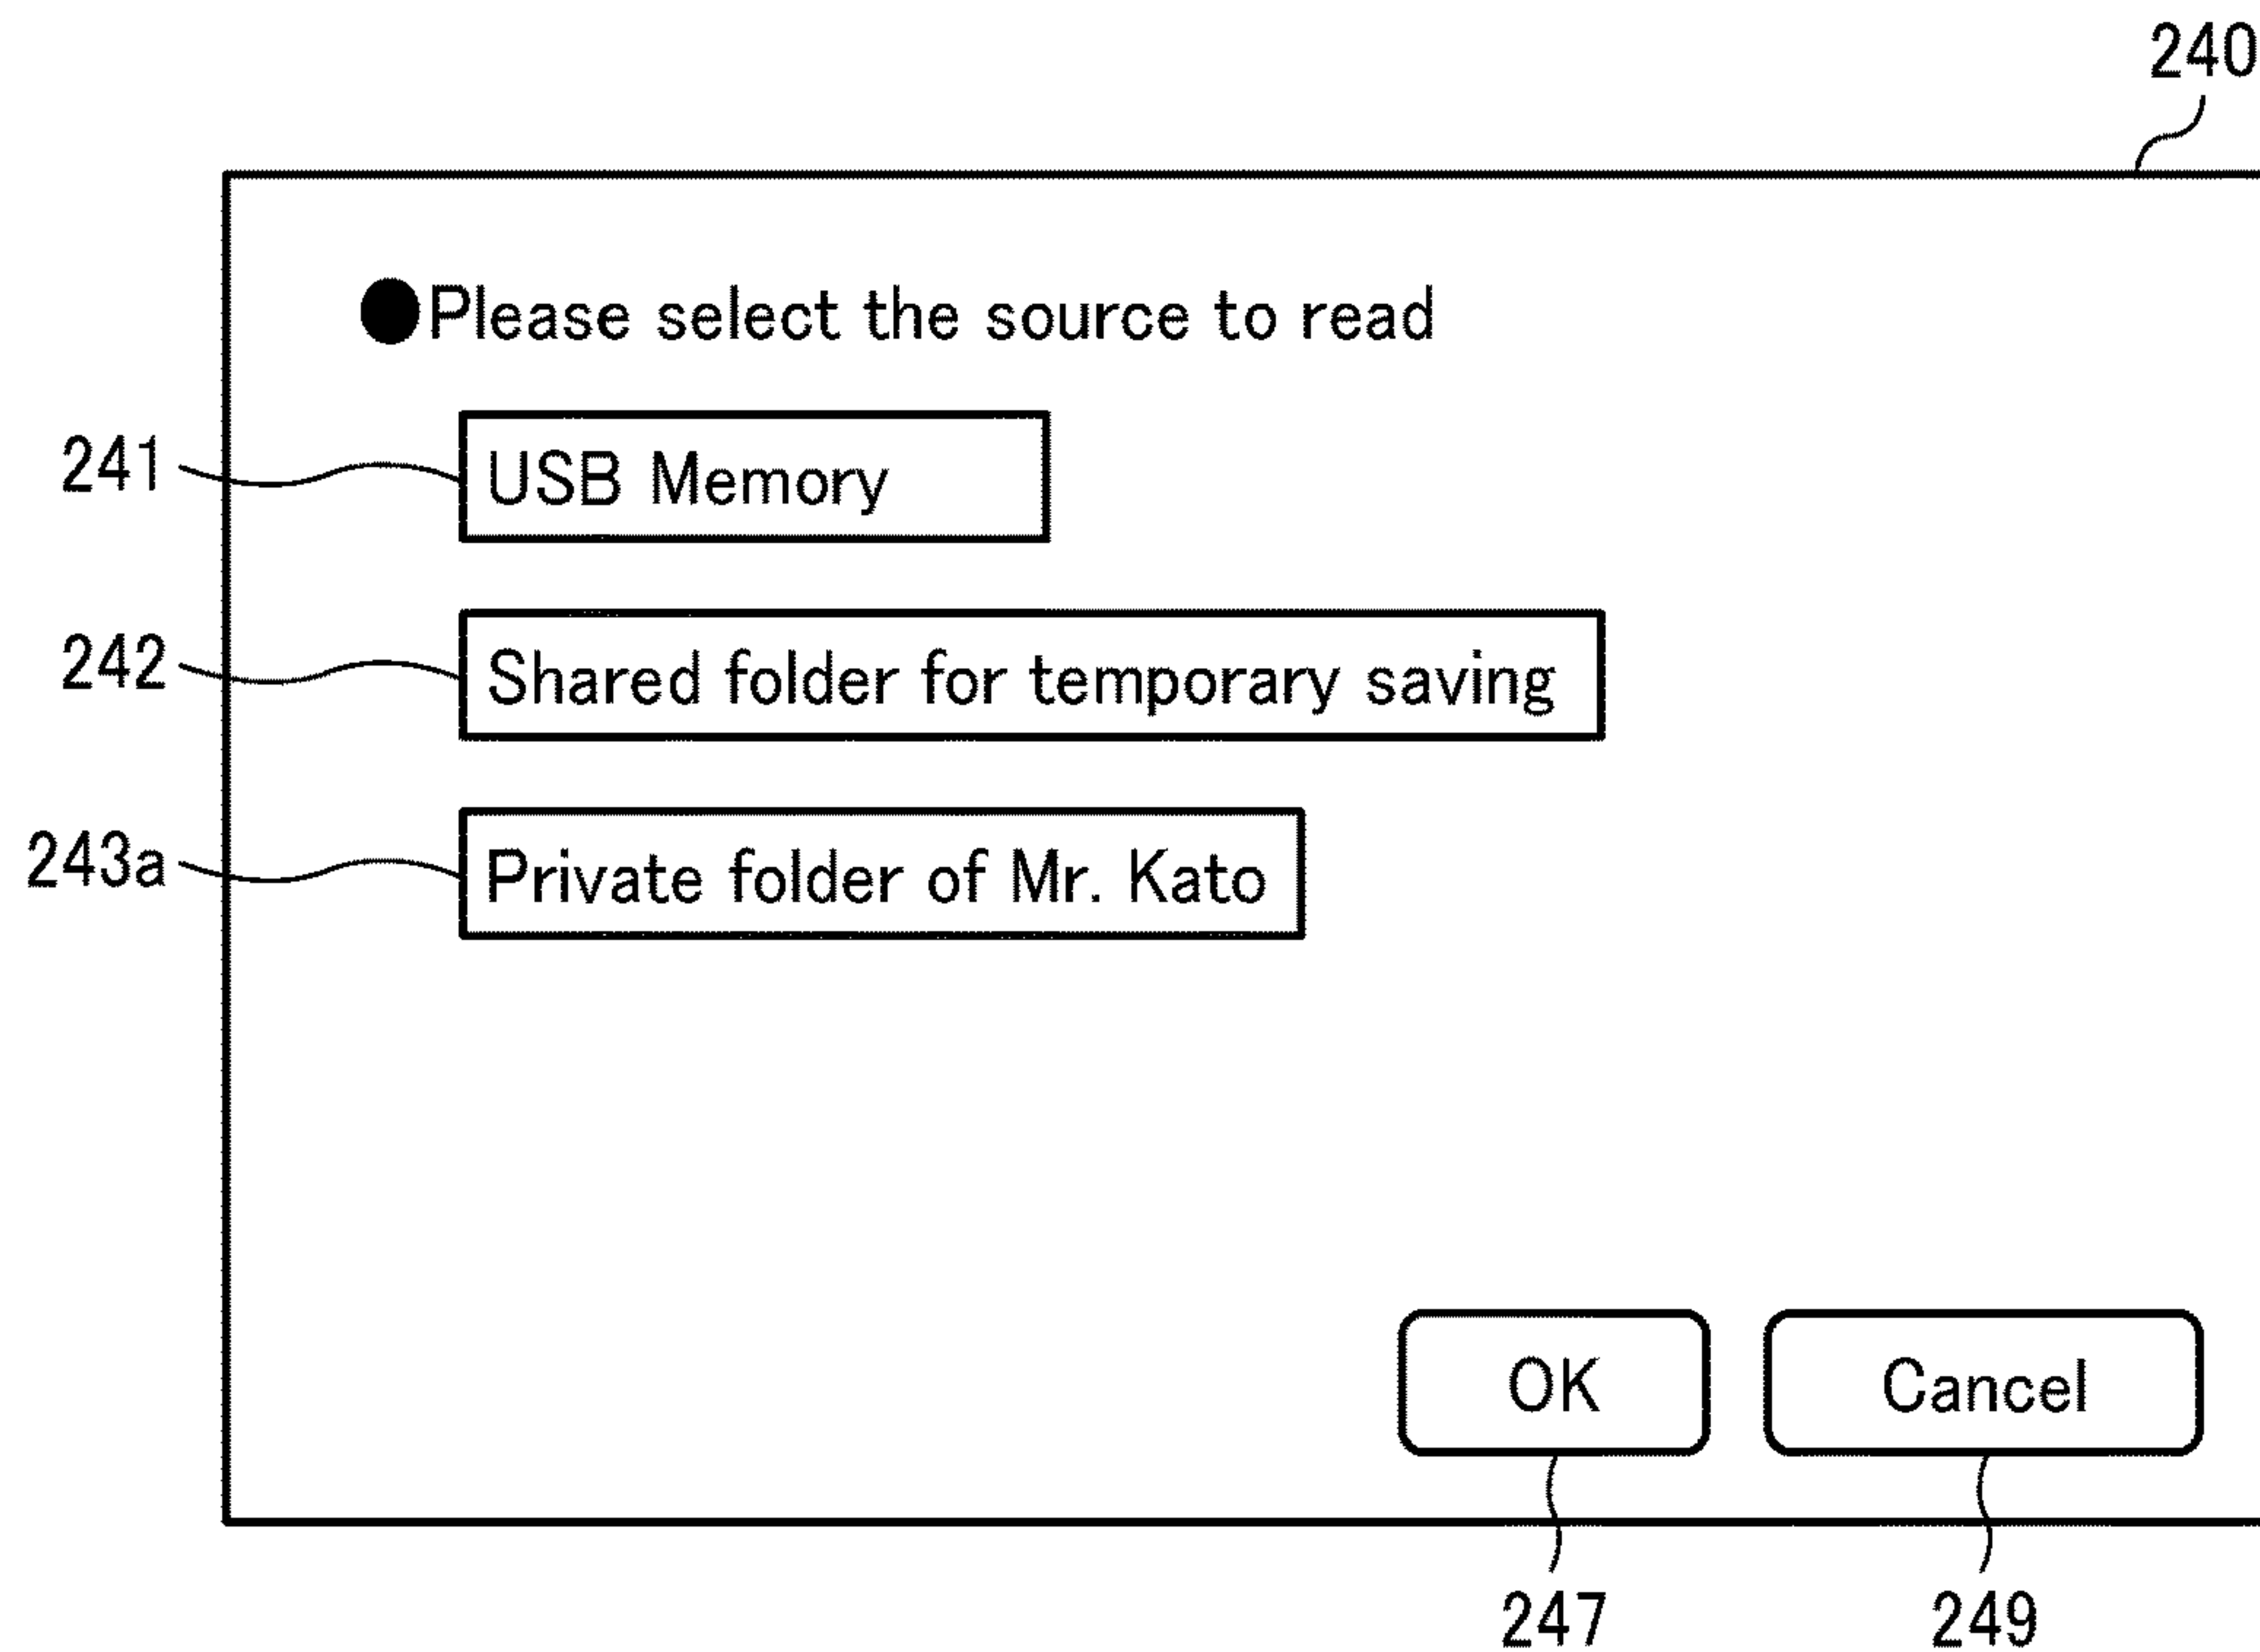 240
●Please select the source to read
241 USB Memory
242 Shared folder for temporary saving
243a Private folder of Mr. Kato
OK Cancel
247 249